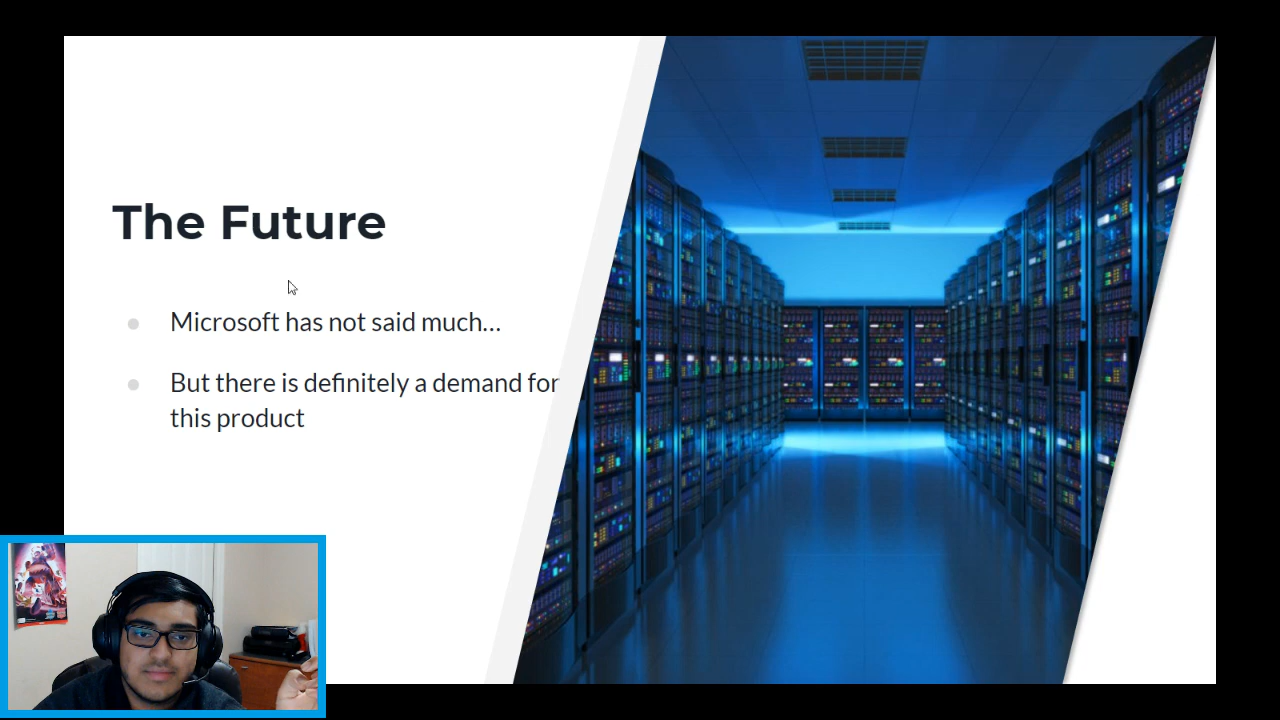 The Future
Microsoft has not said much...
But there is definitely a demand for
this product